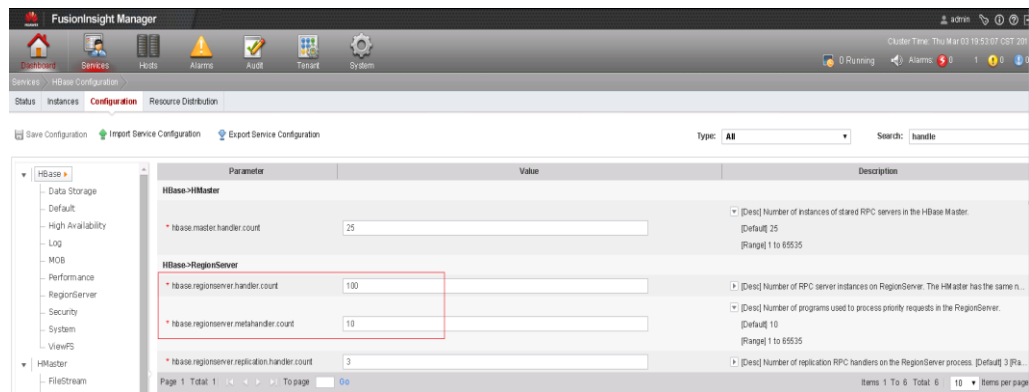 FusionInsight Manager
admin
Dashboard Services Hosts Alarms Audit Tenant System
Cluster Time: Thu Mar 03 19:53:07 CST 201
0 Running Alarms: 0 1 0 0
Services HBase Configuration
Status Instances Configuration Resource Distribution
Save Configuration Import Service Configuration Export Service Configuration Type: All Search: handle
HBase
Data Storage
Default
High Availability
Log
MOB
Performance
RegionServer
Security
System
ViewFS
HMaster
FileStream
Parameter Value Description
HBase->HMaster
* hbase.master.handler.count 25 [Desc] Number of instances of stared RPC servers in the HBase Master.
[Default] 25
[Range] 1 to 65535
HBase->RegionServer
* hbase.regionserver.handler.count 100 [Desc] Number of RPC server instances on RegionServer. The HMaster has the same n...
* hbase.regionserver.metahandler.count 10 [Desc] Number of programs used to process priority requests in the RegionServer.
[Default] 10
[Range] 1 to 65535
* hbase.regionserver.replication.handler.count 3 [Desc] Number of replication RPC handlers on the RegionServer process. [Default] 3 [Ra...
Page 1 Total: 1 To page Go Items 1 To 6 Total: 6 10 Items per page